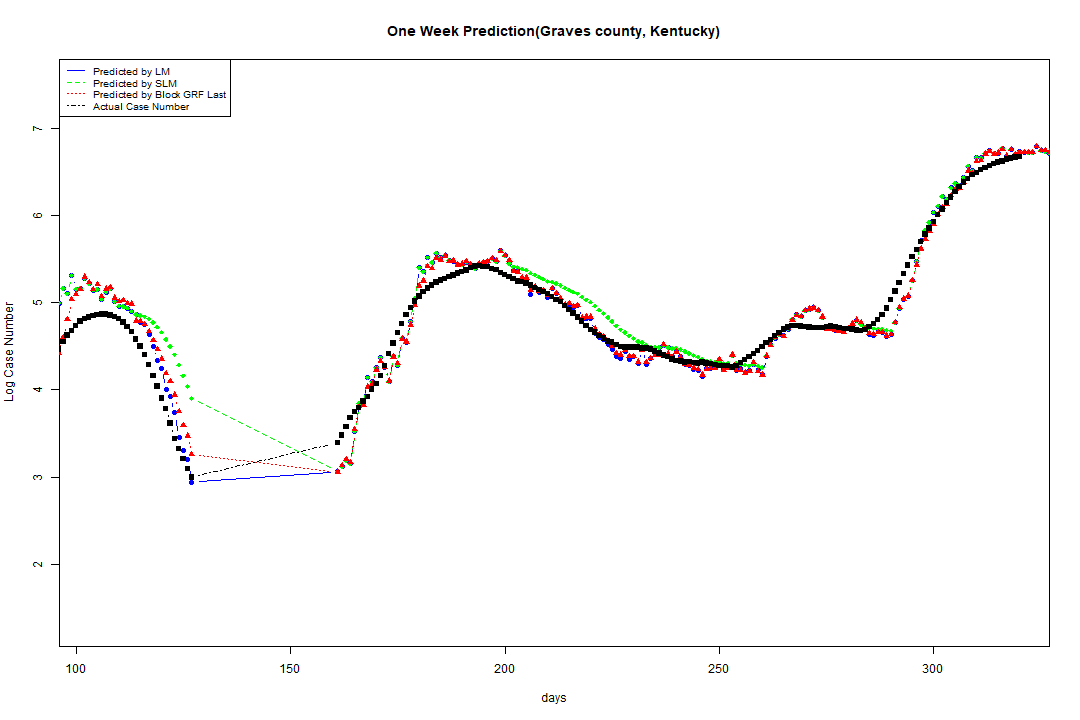 One Week Prediction(Graves county, Kentucky)
Predicted by LM
Predicted by SLM
Predicted by Block GRF Last
Actual Case Number
7
6
5
4
3
2
Log Case Number
100 150 200 250 300
days